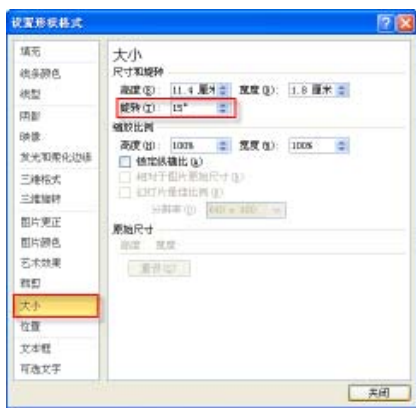 设置形状格式
填充
线条颜色
线型
阴影
映像
发光和柔化边缘
三维格式
三维旋转
图片更正
图片颜色
艺术效果
裁剪
大小
位置
文本框
可选文字
大小
尺寸和旋转
高度(E): 11.4 厘米 宽度(D): 1.8 厘米
旋转(T): 15°
缩放比例
高度(H): 100% 宽度(W): 100%
锁定纵横比(A)
相对于图片原始尺寸(R)
幻灯片最佳比例(B)
分辨率(O) 640 x 480
原始尺寸
高度: 宽度:
重设(S)
关闭